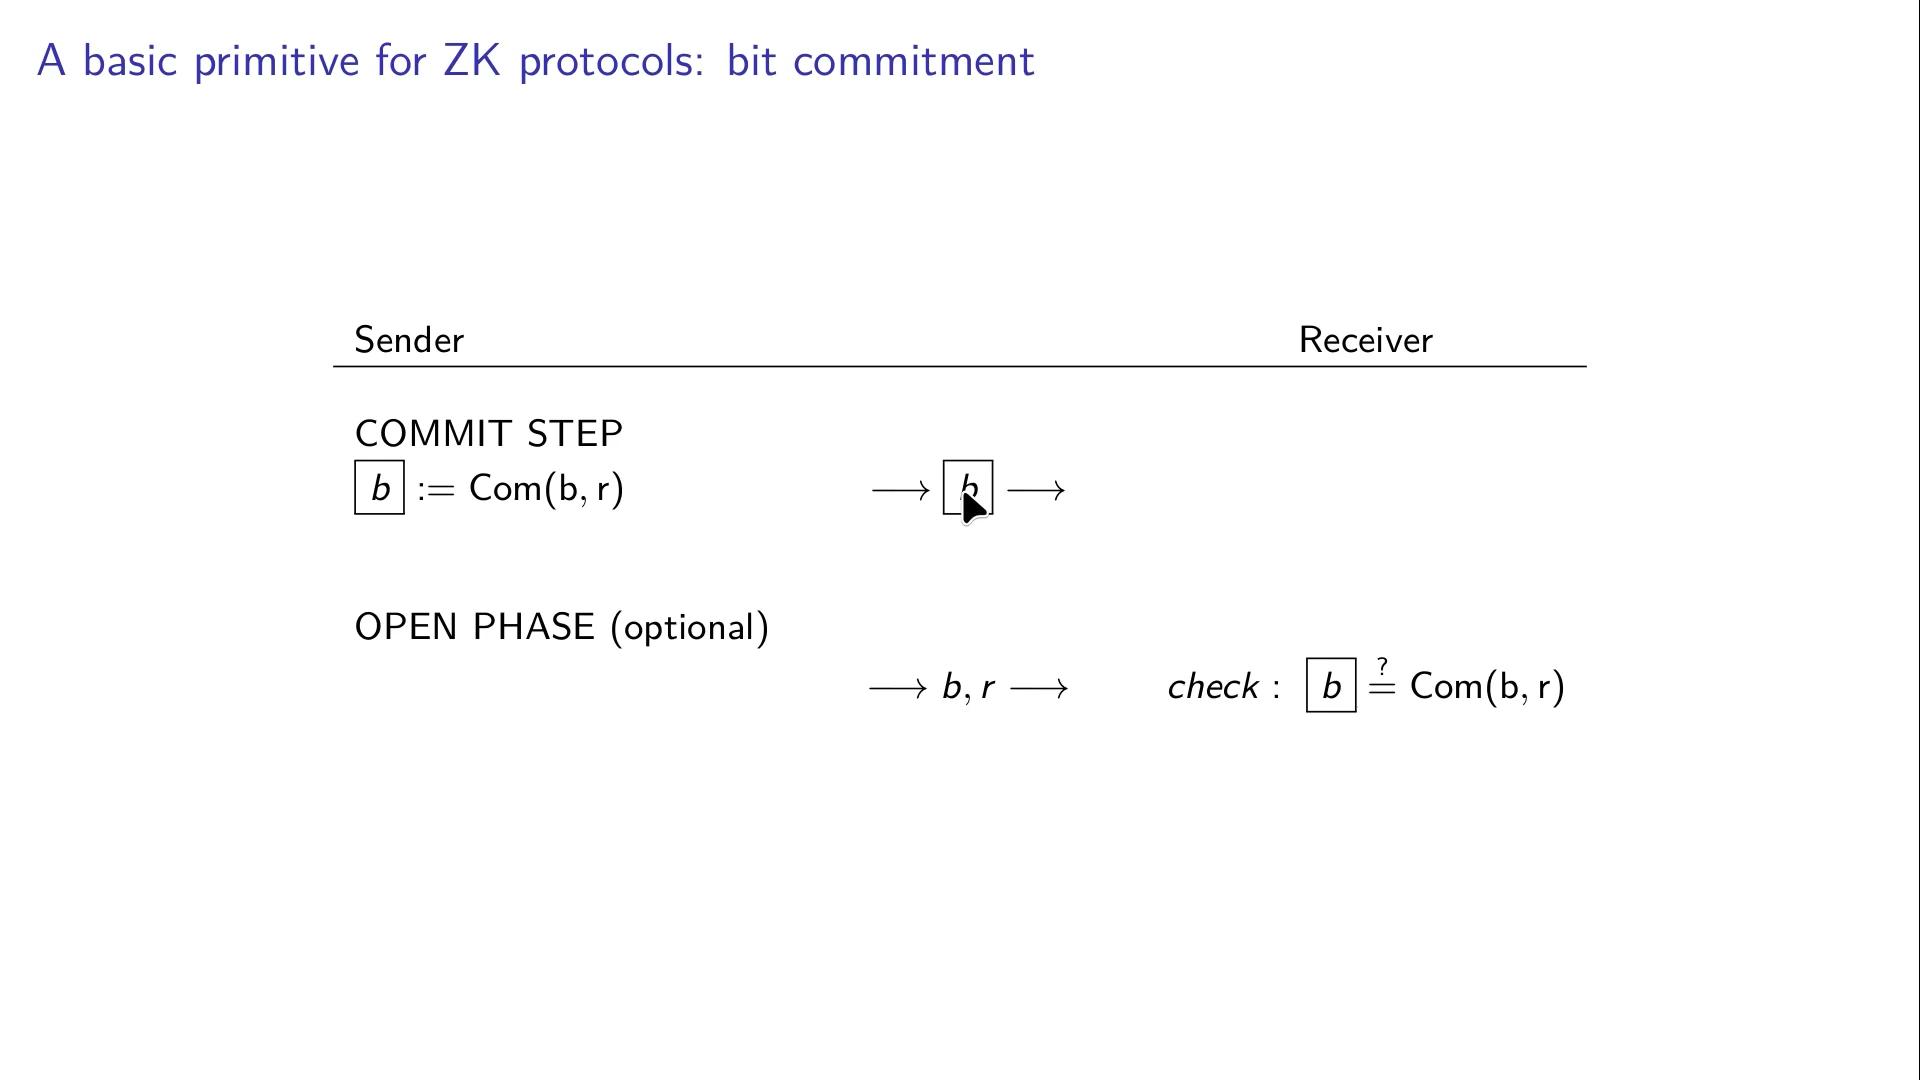 A basic primitive for ZK protocols: bit commitment
Sender Receiver
COMMIT STEP
b := Com(b, r) → b →
OPEN PHASE (optional)
→ b, r → check : b ?= Com(b, r)